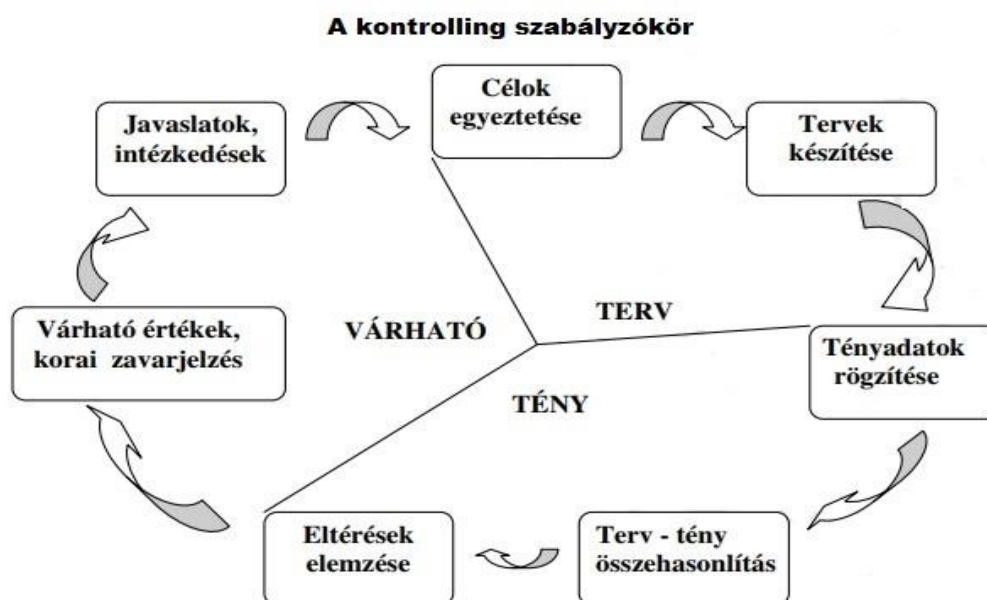 A kontrolling szabályzókör
Célok
egyeztetése
Tervek
készítése
Tényadatok
rögzítése
Terv - tény
összehasonlítás
Eltérések
elemzése
Várható értékek,
korai zavarjelzés
Javaslatok,
intézkedések
VÁRHATÓ
TERV
TÉNY